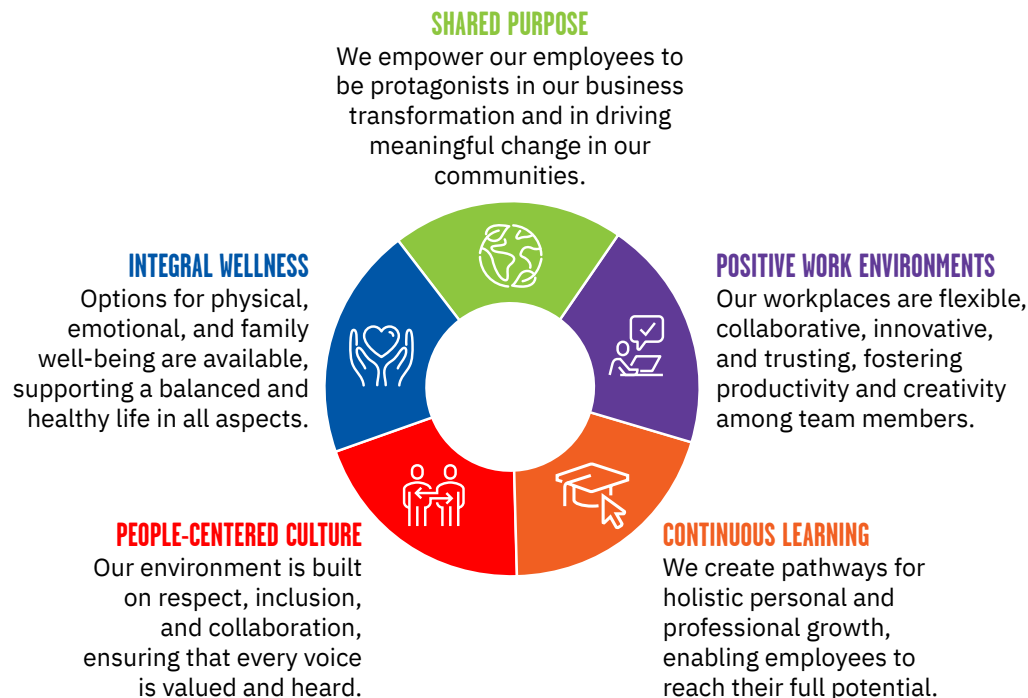 SHARED PURPOSE
We empower our employees to
be protagonists in our business
transformation and in driving
meaningful change in our
communities.
INTEGRAL WELLNESS
Options for physical,
emotional, and family
well-being are available,
supporting a balanced and
healthy life in all aspects.
POSITIVE WORK ENVIRONMENTS
Our workplaces are flexible,
collaborative, innovative,
and trusting, fostering
productivity and creativity
among team members.
PEOPLE-CENTERED CULTURE
Our environment is built
on respect, inclusion,
and collaboration,
ensuring that every voice
is valued and heard.
CONTINUOUS LEARNING
We create pathways for
holistic personal and
professional growth,
enabling employees to
reach their full potential.